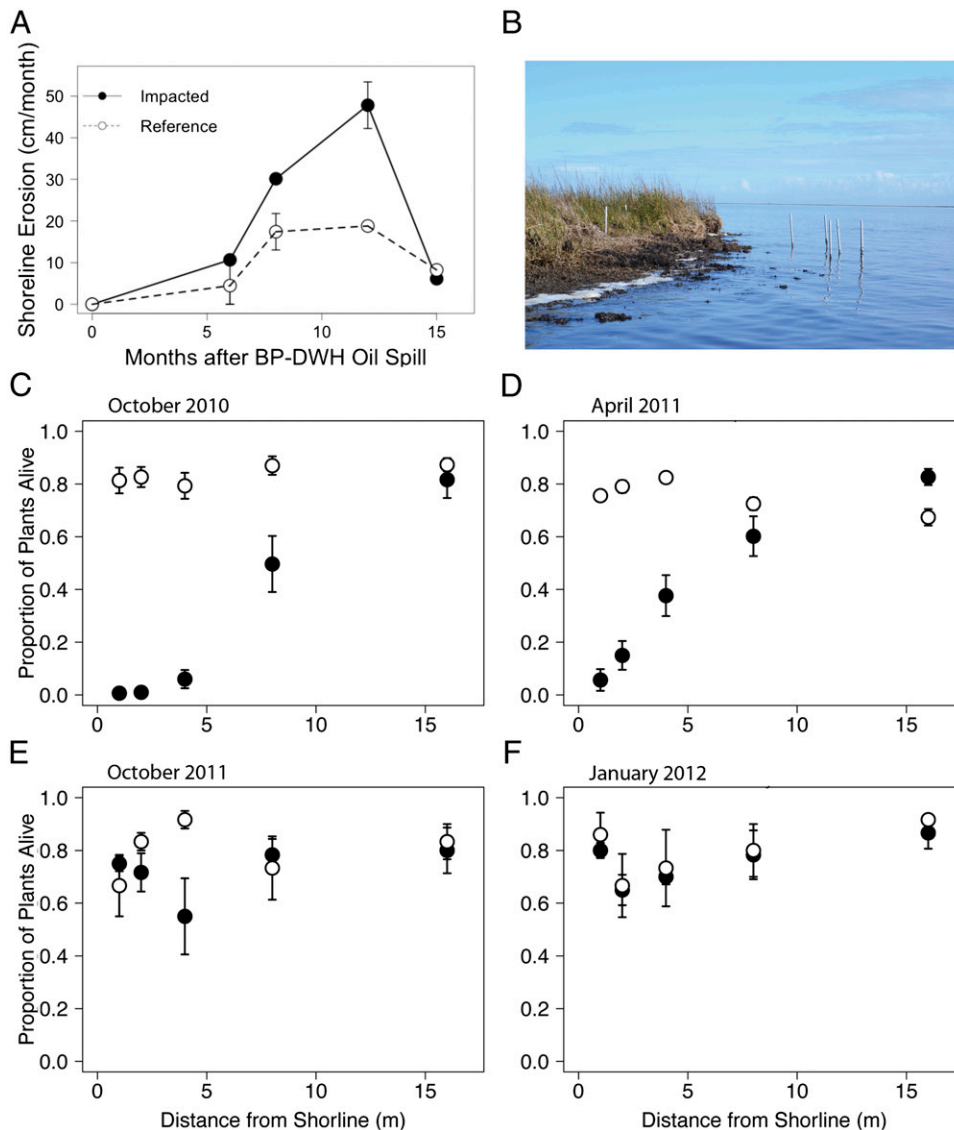 A
Shoreline Erosion (cm/month)
50
40
30
20
10
0
Impacted
Reference
0
5
10
15
Months after BP-DWH Oil Spill
B
C
October 2010
Proportion of Plants Alive
1.0
0.8
0.6
0.4
0.2
0.0
0
5
10
15
D
April 2011
1.0
0.8
0.6
0.4
0.2
0.0
0
5
10
15
E
October 2011
Proportion of Plants Alive
1.0
0.8
0.6
0.4
0.2
0.0
0
5
10
15
Distance from Shorline (m)
F
January 2012
1.0
0.8
0.6
0.8
0.2
0.0
0
5
10
15
Distance from Shorline (m)